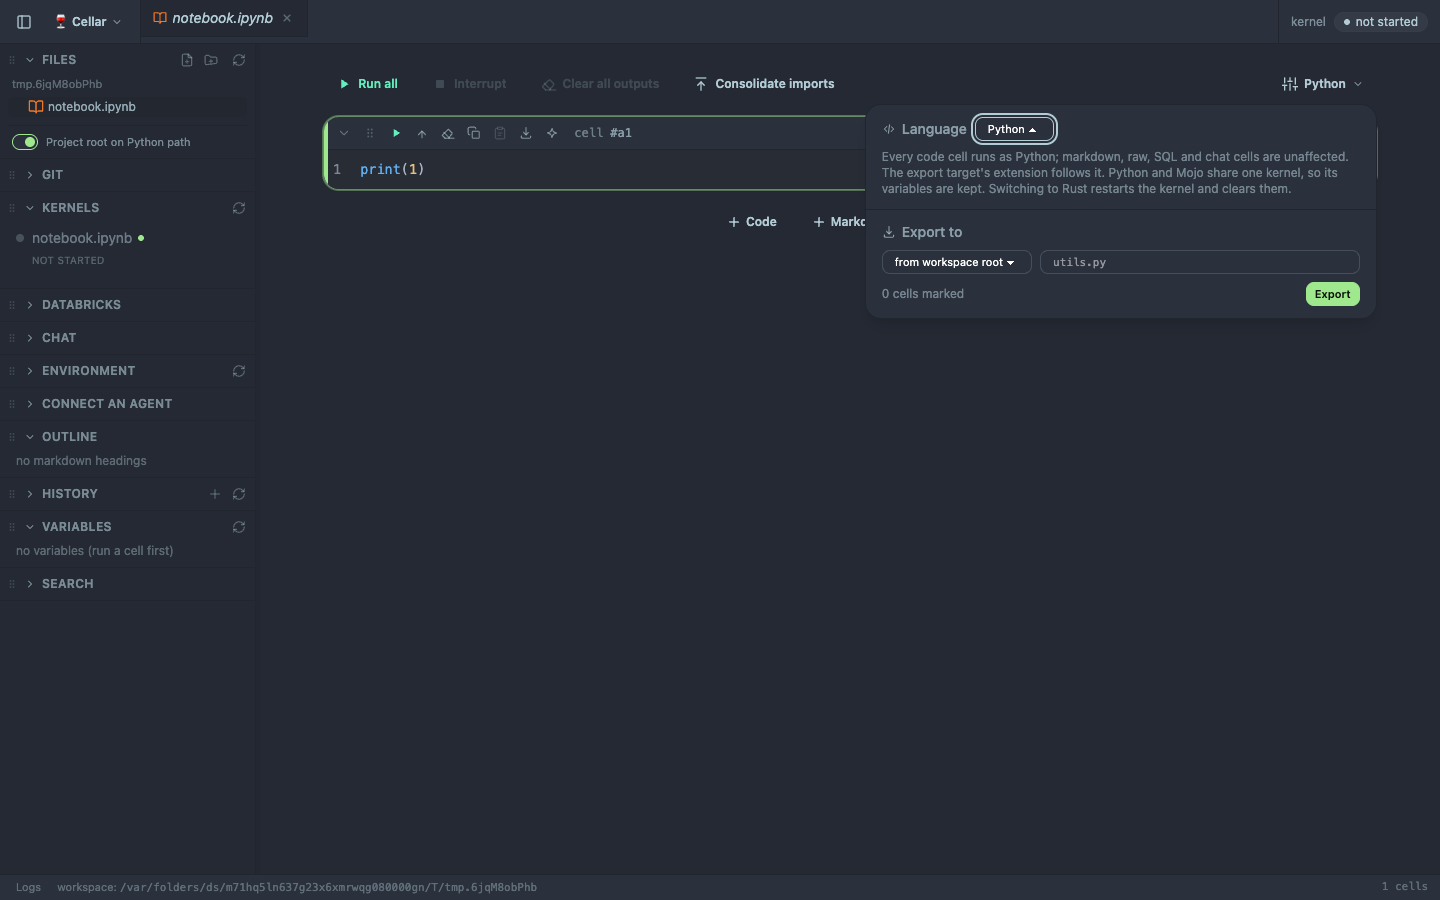 Cellar
notebook.ipynb
kernel
not started
FILES
tmp.6jqM8obPhb
notebook.ipynb
Project root on Python path
GIT
KERNELS
notebook.ipynb
NOT STARTED
DATABRICKS
CHAT
ENVIRONMENT
CONNECT AN AGENT
OUTLINE
no markdown headings
HISTORY
VARIABLES
no variables (run a cell first)
SEARCH
Run all
Interrupt
Clear all outputs
Consolidate imports
Python
cell #a1
1 print(1)
+ Code
+ Markd
Language
Python
Every code cell runs as Python; markdown, raw, SQL and chat cells are unaffected.
The export target's extension follows it. Python and Mojo share one kernel, so its
variables are kept. Switching to Rust restarts the kernel and clears them.
Export to
from workspace root
utils.py
0 cells marked
Export
Logs
workspace: /var/folders/ds/m71hq5ln637g23x6xmrwqg080000gn/T/tmp.6jqM8obPhb
1 cells